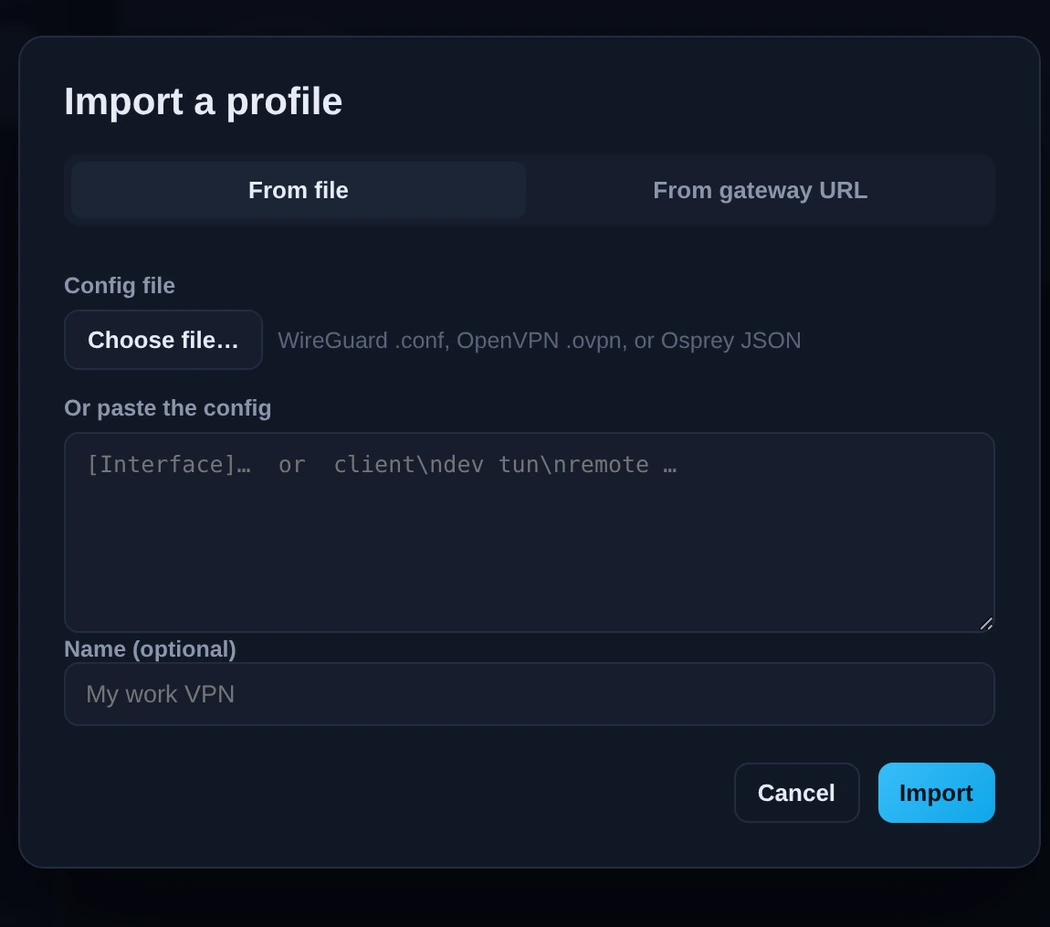 Import a profile
From file
From gateway URL
Config file
Choose file… WireGuard .conf, OpenVPN .ovpn, or Osprey JSON
Or paste the config
[Interface]…  or  client\ndev tun\nremote …
Name (optional)
My work VPN
Cancel
Import